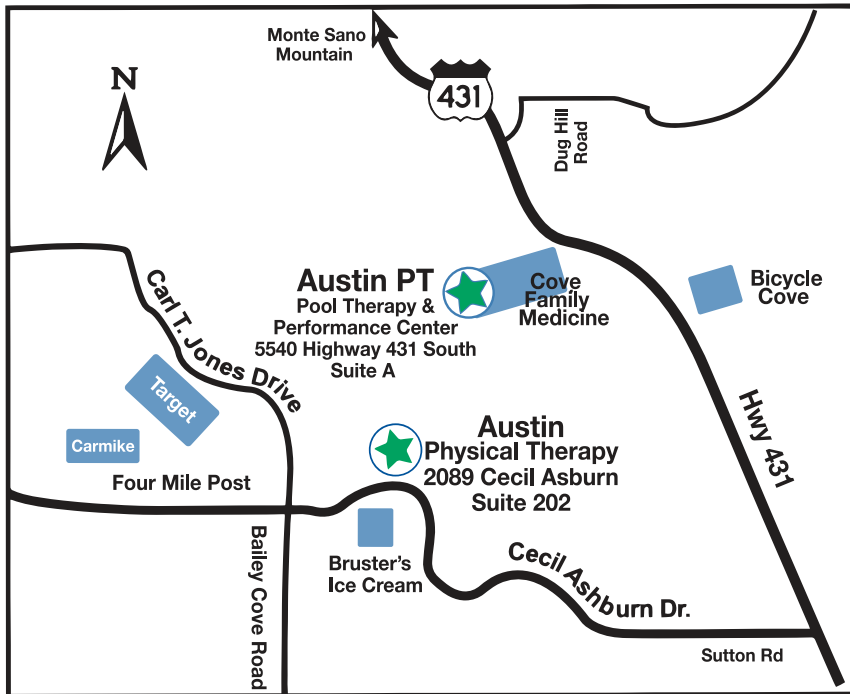 Monte Sano
Mountain
N
431
Dug Hill
Road
Carl T. Jones Drive
Austin PT
Pool Therapy &
Performance Center
5540 Highway 431 South
Suite A
Cove
Family
Medicine
Bicycle
Cove
Target
Carmike
Hwy 431
Austin
Physical Therapy
2089 Cecil Asburn
Suite 202
Four Mile Post
Bailey Cove Road
Bruster's
Ice Cream
Cecil Ashburn Dr.
Sutton Rd